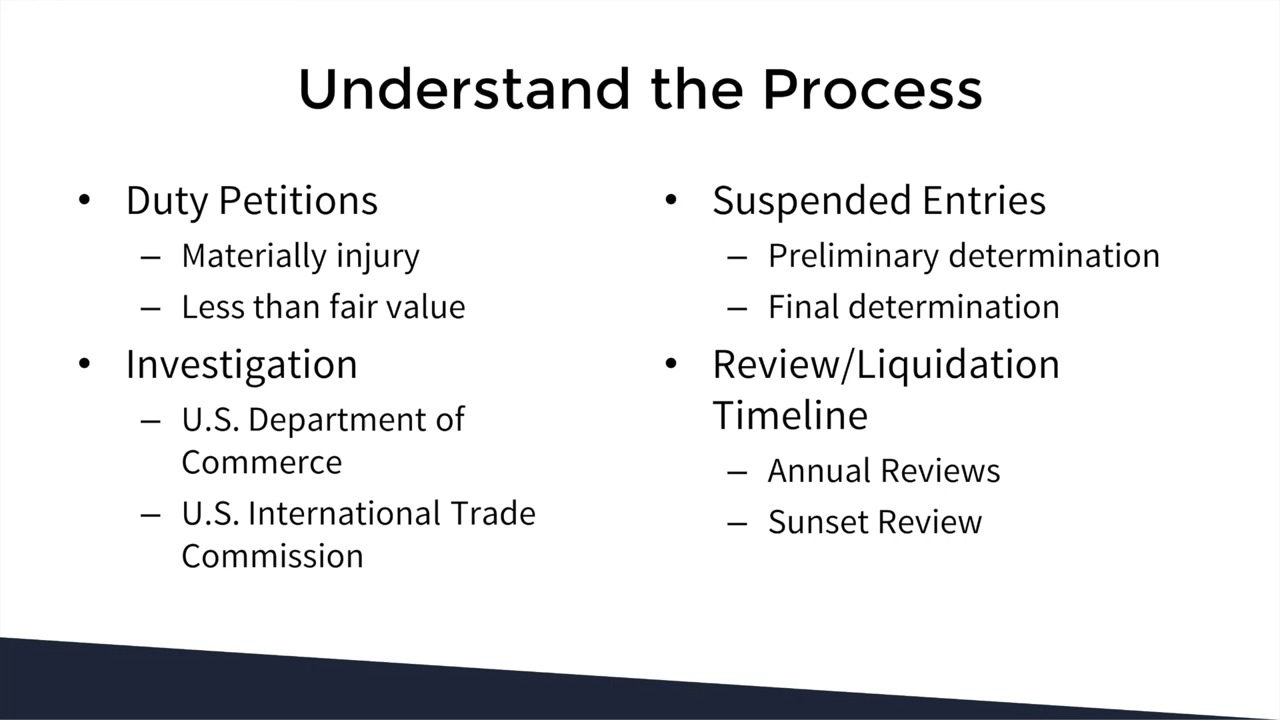 Understand the Process
• Duty Petitions
– Materially injury
– Less than fair value
• Investigation
– U.S. Department of
Commerce
– U.S. International Trade
Commission
• Suspended Entries
– Preliminary determination
– Final determination
• Review/Liquidation
Timeline
– Annual Reviews
– Sunset Review